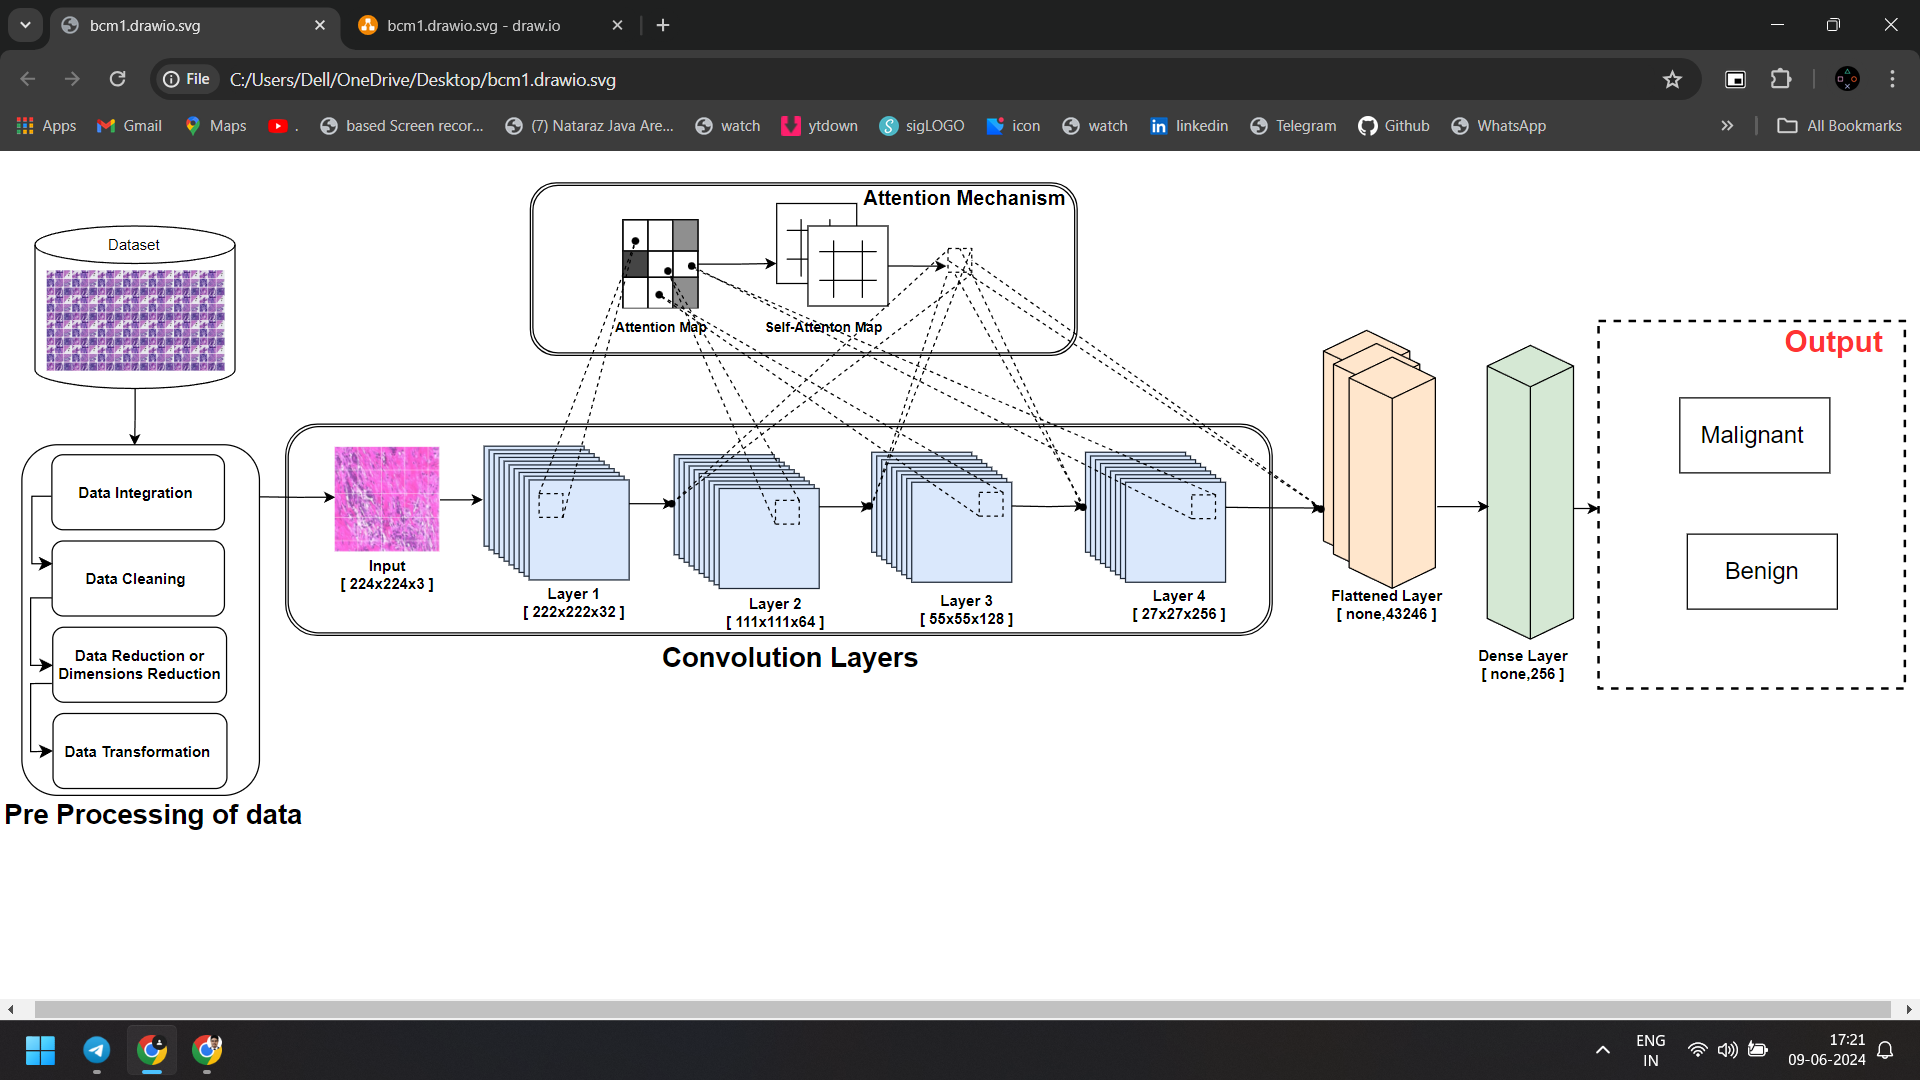 bcm1.drawio.svg
bcm1.drawio.svg - draw.io
File
C:/Users/Dell/OneDrive/Desktop/bcm1.drawio.svg
Apps
Gmail
Maps
.
based Screen recor...
(7) Nataraz Java Are...
watch
ytdown
sigLOGO
icon
watch
linkedin
Telegram
Github
WhatsApp
All Bookmarks
Attention Mechanism
Attention Map
Self-Attenton Map
Dataset
Data Integration
Data Cleaning
Data Reduction or
Dimensions Reduction
Data Transformation
Pre Processing of data
Input
[ 224x224x3 ]
Layer 1
[ 222x222x32 ]
Layer 2
[ 111x111x64 ]
Layer 3
[ 55x55x128 ]
Layer 4
[ 27x27x256 ]
Convolution Layers
Flattened Layer
[ none,43246 ]
Dense Layer
[ none,256 ]
Output
Malignant
Benign
ENG
IN
17:21
09-06-2024